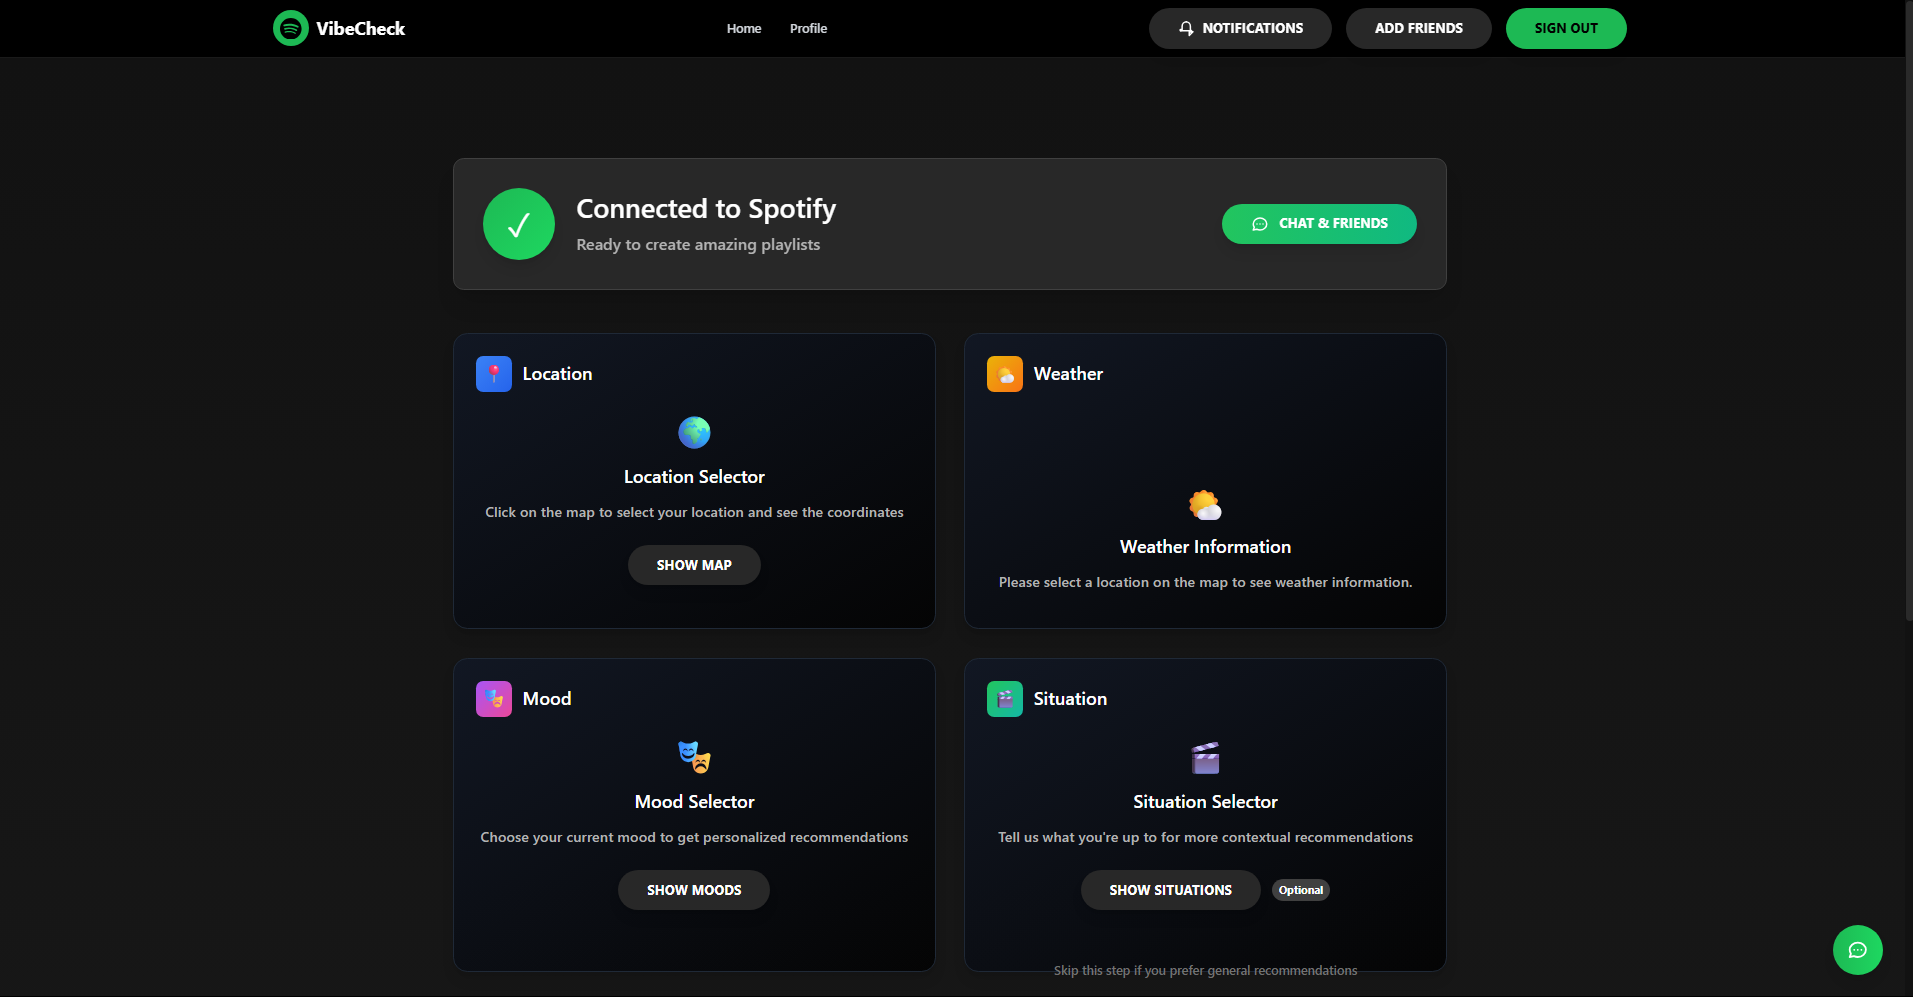 VibeCheck
Home
Profile
NOTIFICATIONS
ADD FRIENDS
SIGN OUT
Connected to Spotify
Ready to create amazing playlists
CHAT & FRIENDS
Location
Location Selector
Click on the map to select your location and see the coordinates
SHOW MAP
Weather
Weather Information
Please select a location on the map to see weather information.
Mood
Mood Selector
Choose your current mood to get personalized recommendations
SHOW MOODS
Situation
Situation Selector
Tell us what you're up to for more contextual recommendations
SHOW SITUATIONS
Optional
Skip this step if you prefer general recommendations